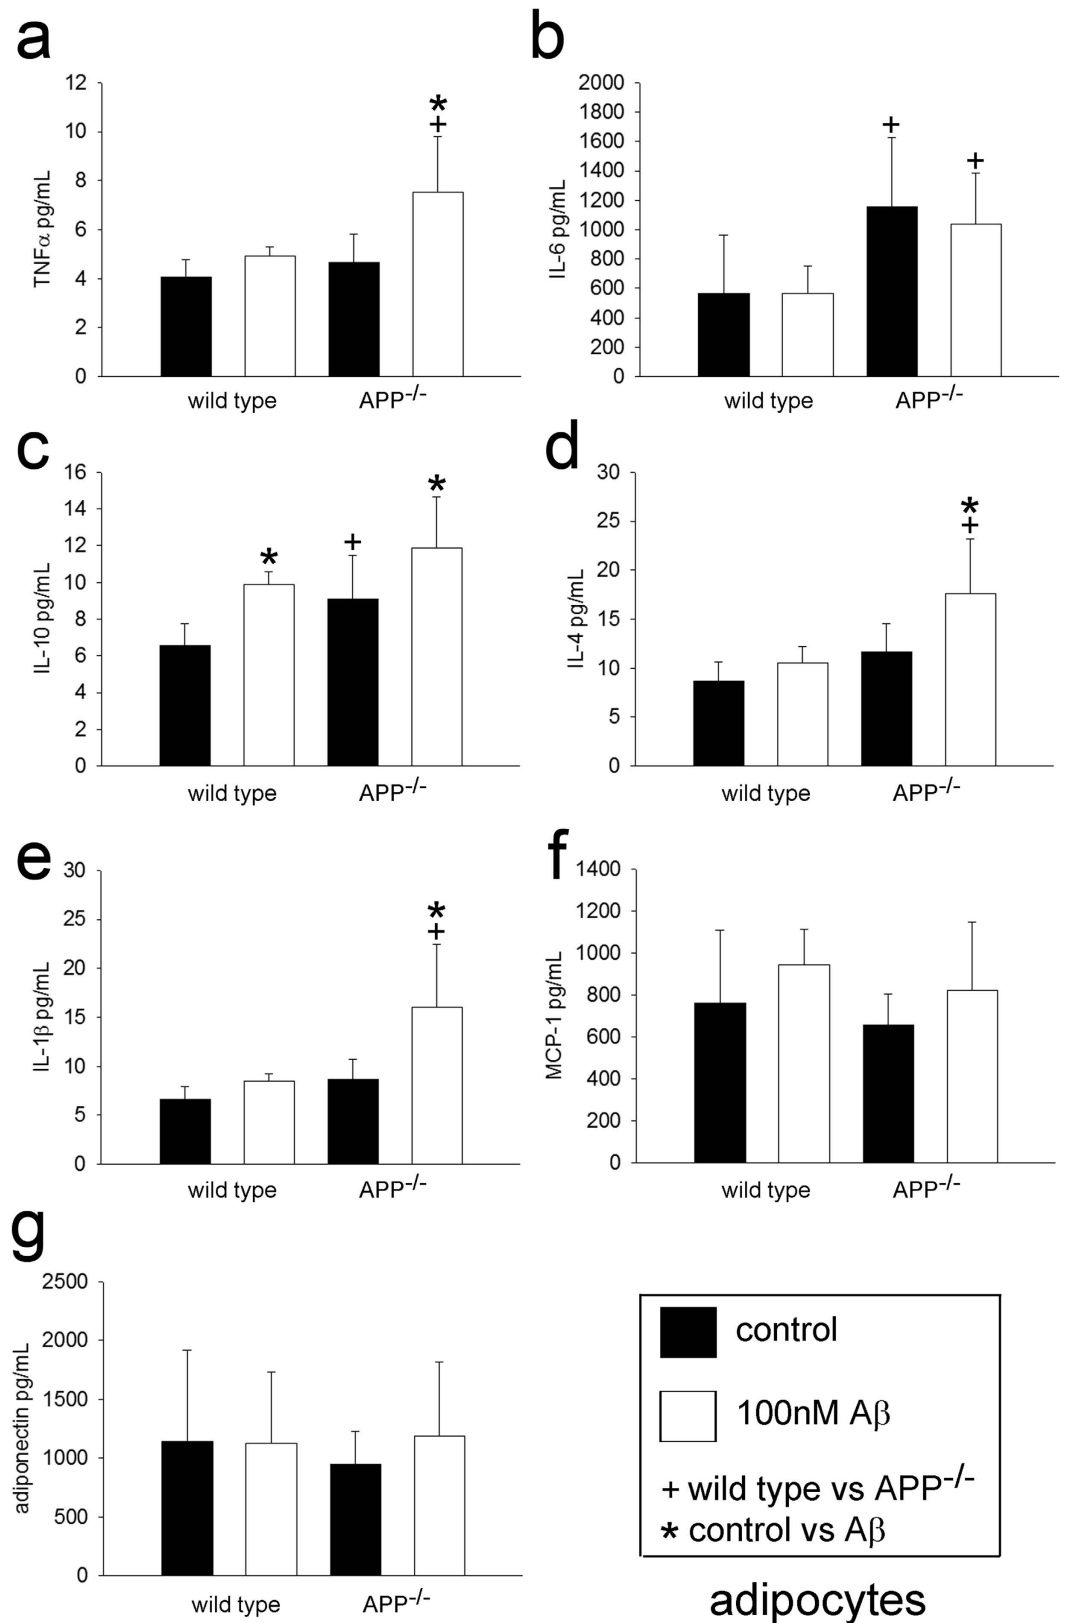 a
12
10
8
6
4
2
0
TNFα pg/mL
*
+
wild type
APP-/-
b
2000
1800
1600
1400
1200
1000
800
600
400
200
0
IL-6 pg/mL
+
+
wild type
APP-/-
c
16
14
12
10
8
6
4
2
0
IL-10 pg/mL
*
+
*
wild type
APP-/-
d
30
25
20
15
10
5
0
IL-4 pg/mL
*
+
wild type
APP-/-
e
30
25
20
15
10
5
0
IL-1β pg/mL
*
+
wild type
APP-/-
f
1400
1200
1000
800
600
400
200
0
MCP-1 pg/mL
wild type
APP-/-
g
2500
2000
1500
1000
500
0
adiponectin pg/mL
wild type
APP-/-
control
100nM Aβ
+ wild type vs APP-/-
* control vs Aβ
adipocytes